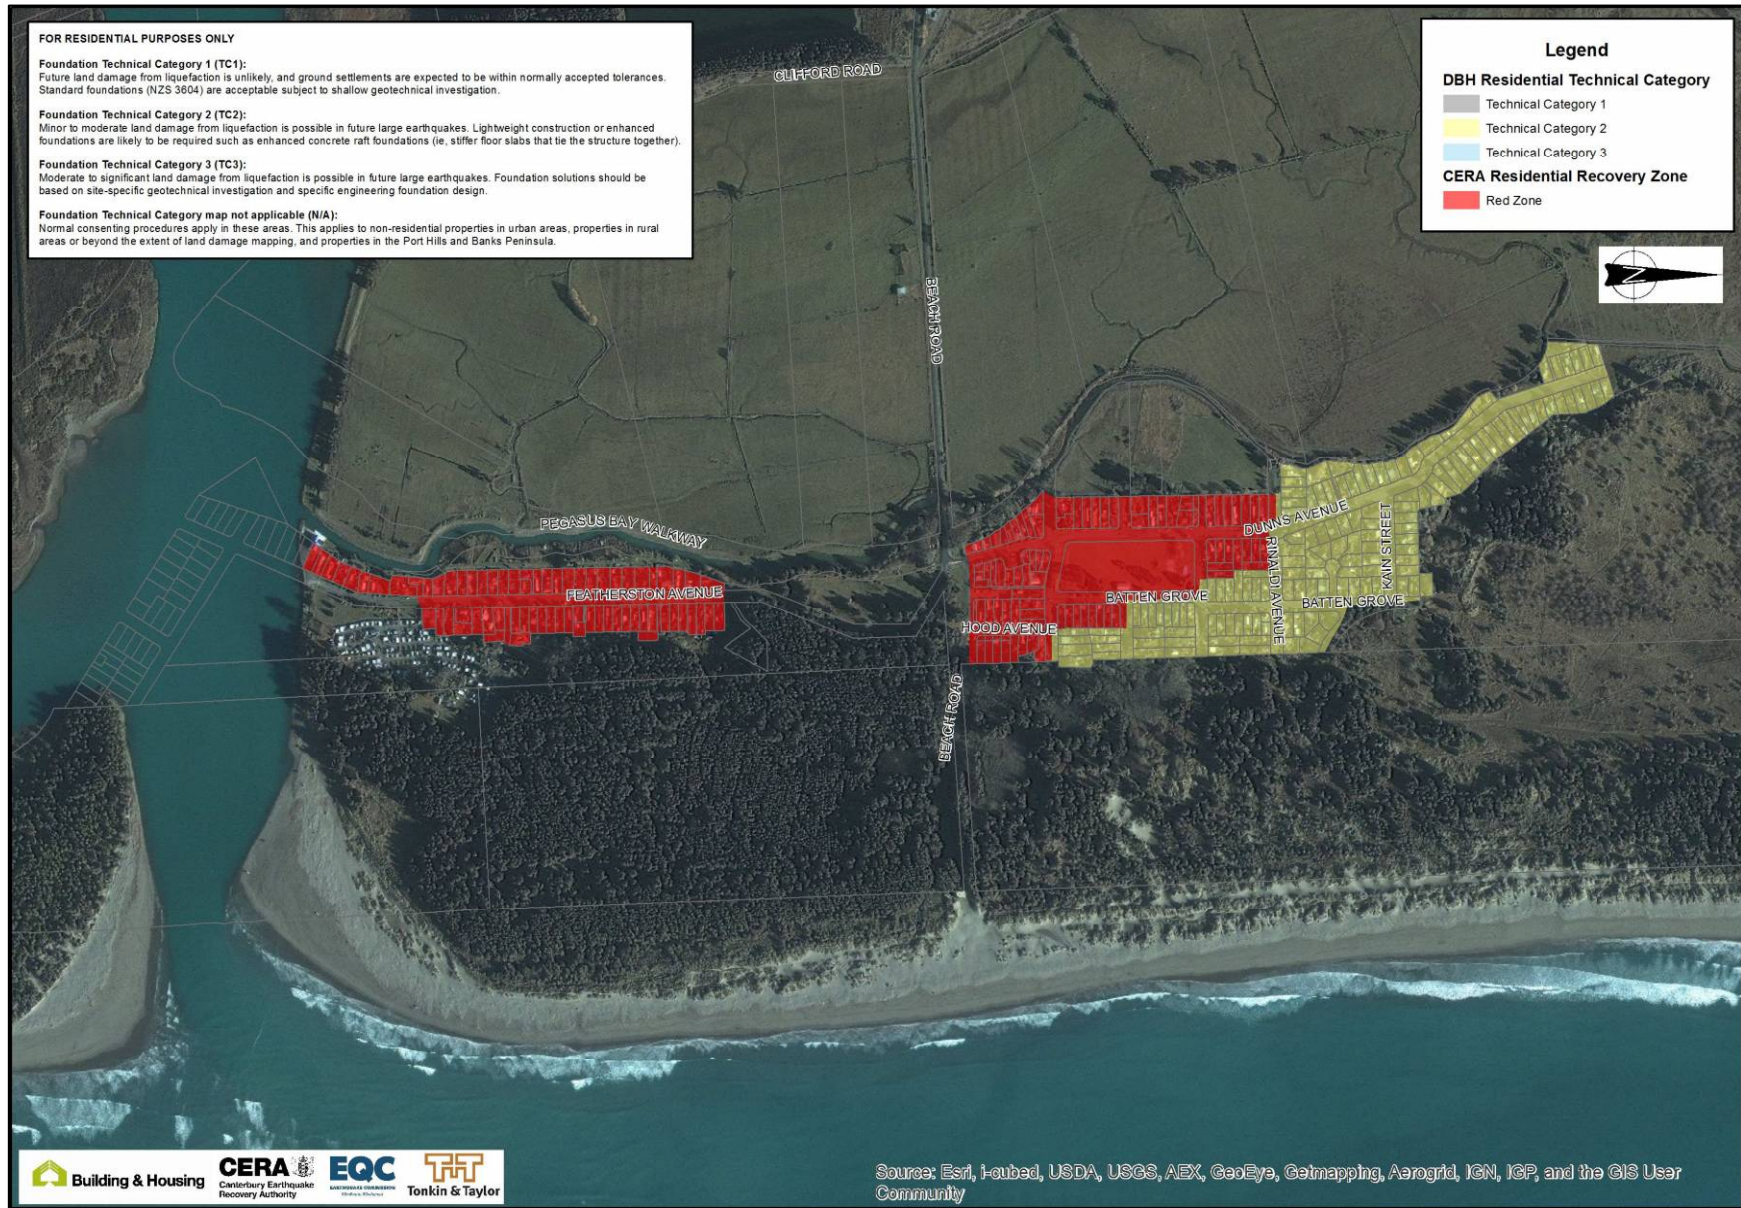 FOR RESIDENTIAL PURPOSES ONLY
Foundation Technical Category 1 (TC1):
Future land damage from liquefaction is unlikely, and ground settlements are expected to be within normally accepted tolerances.
Standard foundations (NZS 3604) are acceptable subject to shallow geotechnical investigation.
Foundation Technical Category 2 (TC2):
Minor to moderate land damage from liquefaction is possible in future large earthquakes. Lightweight construction or enhanced
foundations are likely to be required such as enhanced concrete raft foundations (ie, stiffer floor slabs that tie the structure together).
Foundation Technical Category 3 (TC3):
Moderate to significant land damage from liquefaction is possible in future large earthquakes. Foundation solutions should be
based on site-specific geotechnical investigation and specific engineering foundation design.
Foundation Technical Category map not applicable (N/A):
Normal consenting procedures apply in these areas. This applies to non-residential properties in urban areas, properties in rural
areas or beyond the extent of land damage mapping, and properties in the Port Hills and Banks Peninsula.
Legend
DBH Residential Technical Category
Technical Category 1
Technical Category 2
Technical Category 3
CERA Residential Recovery Zone
Red Zone
N
CLIFFORD ROAD
BEACH ROAD
PEGASUS BAY WALKWAY
FEATHERSTON AVENUE
DUNNS AVENUE
RINALDI AVENUE
KAIN STREET
BATTEN GROVE
BATTEN GROVE
HOOD AVENUE
BEACH ROAD
Building & Housing
CERA
Canterbury Earthquake
Recovery Authority
EQC
EARTHQUAKE COMMISSION
T&T
Tonkin & Taylor
Source: Esri, i-cubed, USDA, USGS, AEX, GeoEye, Getmapping, Aerogrid, IGN, IGP, and the GIS User
Community